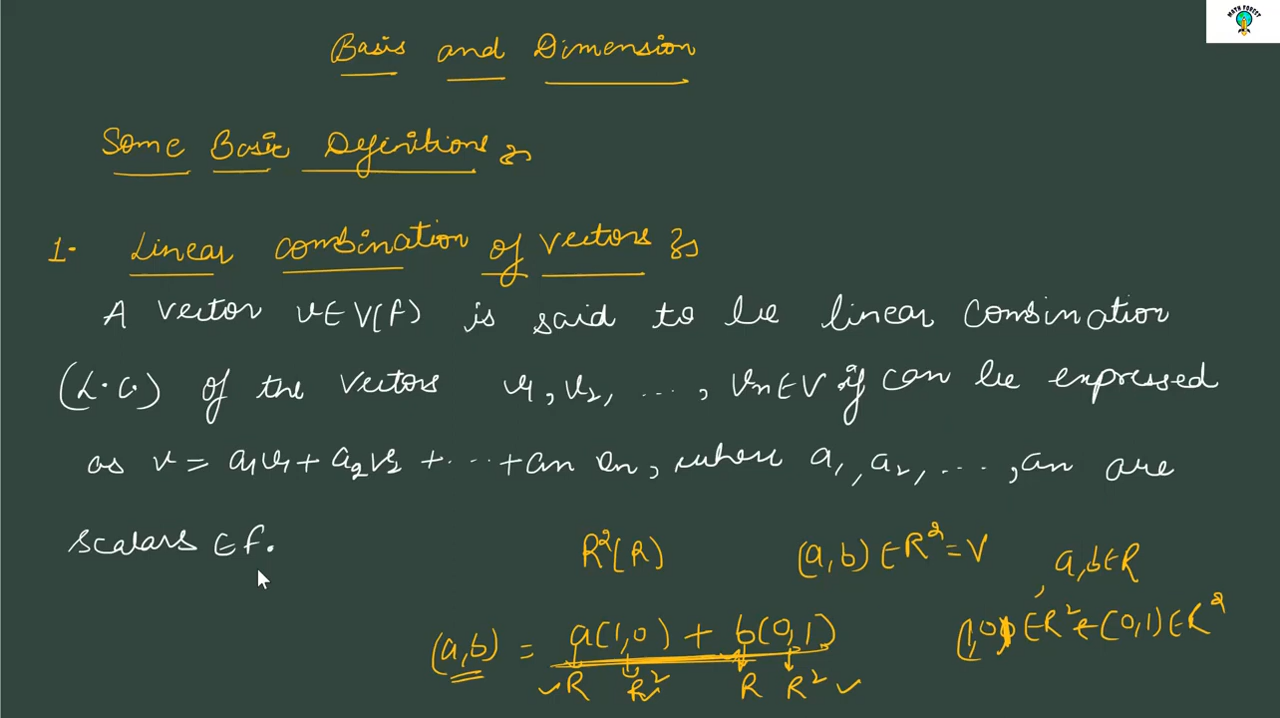 MATH FOREST
Basis and Dimension
Some Basic Definitions :-
1. Linear combination of vectors :-
A vector v∈V(F) is said to be linear combination
(L.C.) of the vectors v1, v2, ..., vn∈V if can be expressed
as v = a1v1 + a2v2 + ... + an vn, where a1, a2, ..., an are
scalars ∈ F.
R²(R) (a,b) ∈ R² = V a,b∈R
(a,b) = a(1,0) + b(0,1) (1,0) ∈ R² & (0,1) ∈ R²
R R² R R²